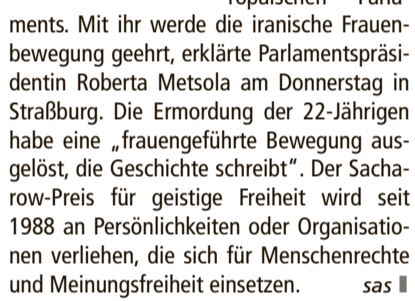 ments. Mit ihr werde die iranische Frauen-
bewegung geehrt, erklärte Parlamentspräsi-
dentin Roberta Metsola am Donnerstag in
Straßburg. Die Ermordung der 22-Jährigen
habe eine „frauengeführte Bewegung aus-
gelöst, die Geschichte schreibt“. Der Sacha-
row-Preis für geistige Freiheit wird seit
1988 an Persönlichkeiten oder Organisatio-
nen verliehen, die sich für Menschenrechte
und Meinungsfreiheit einsetzen. sas